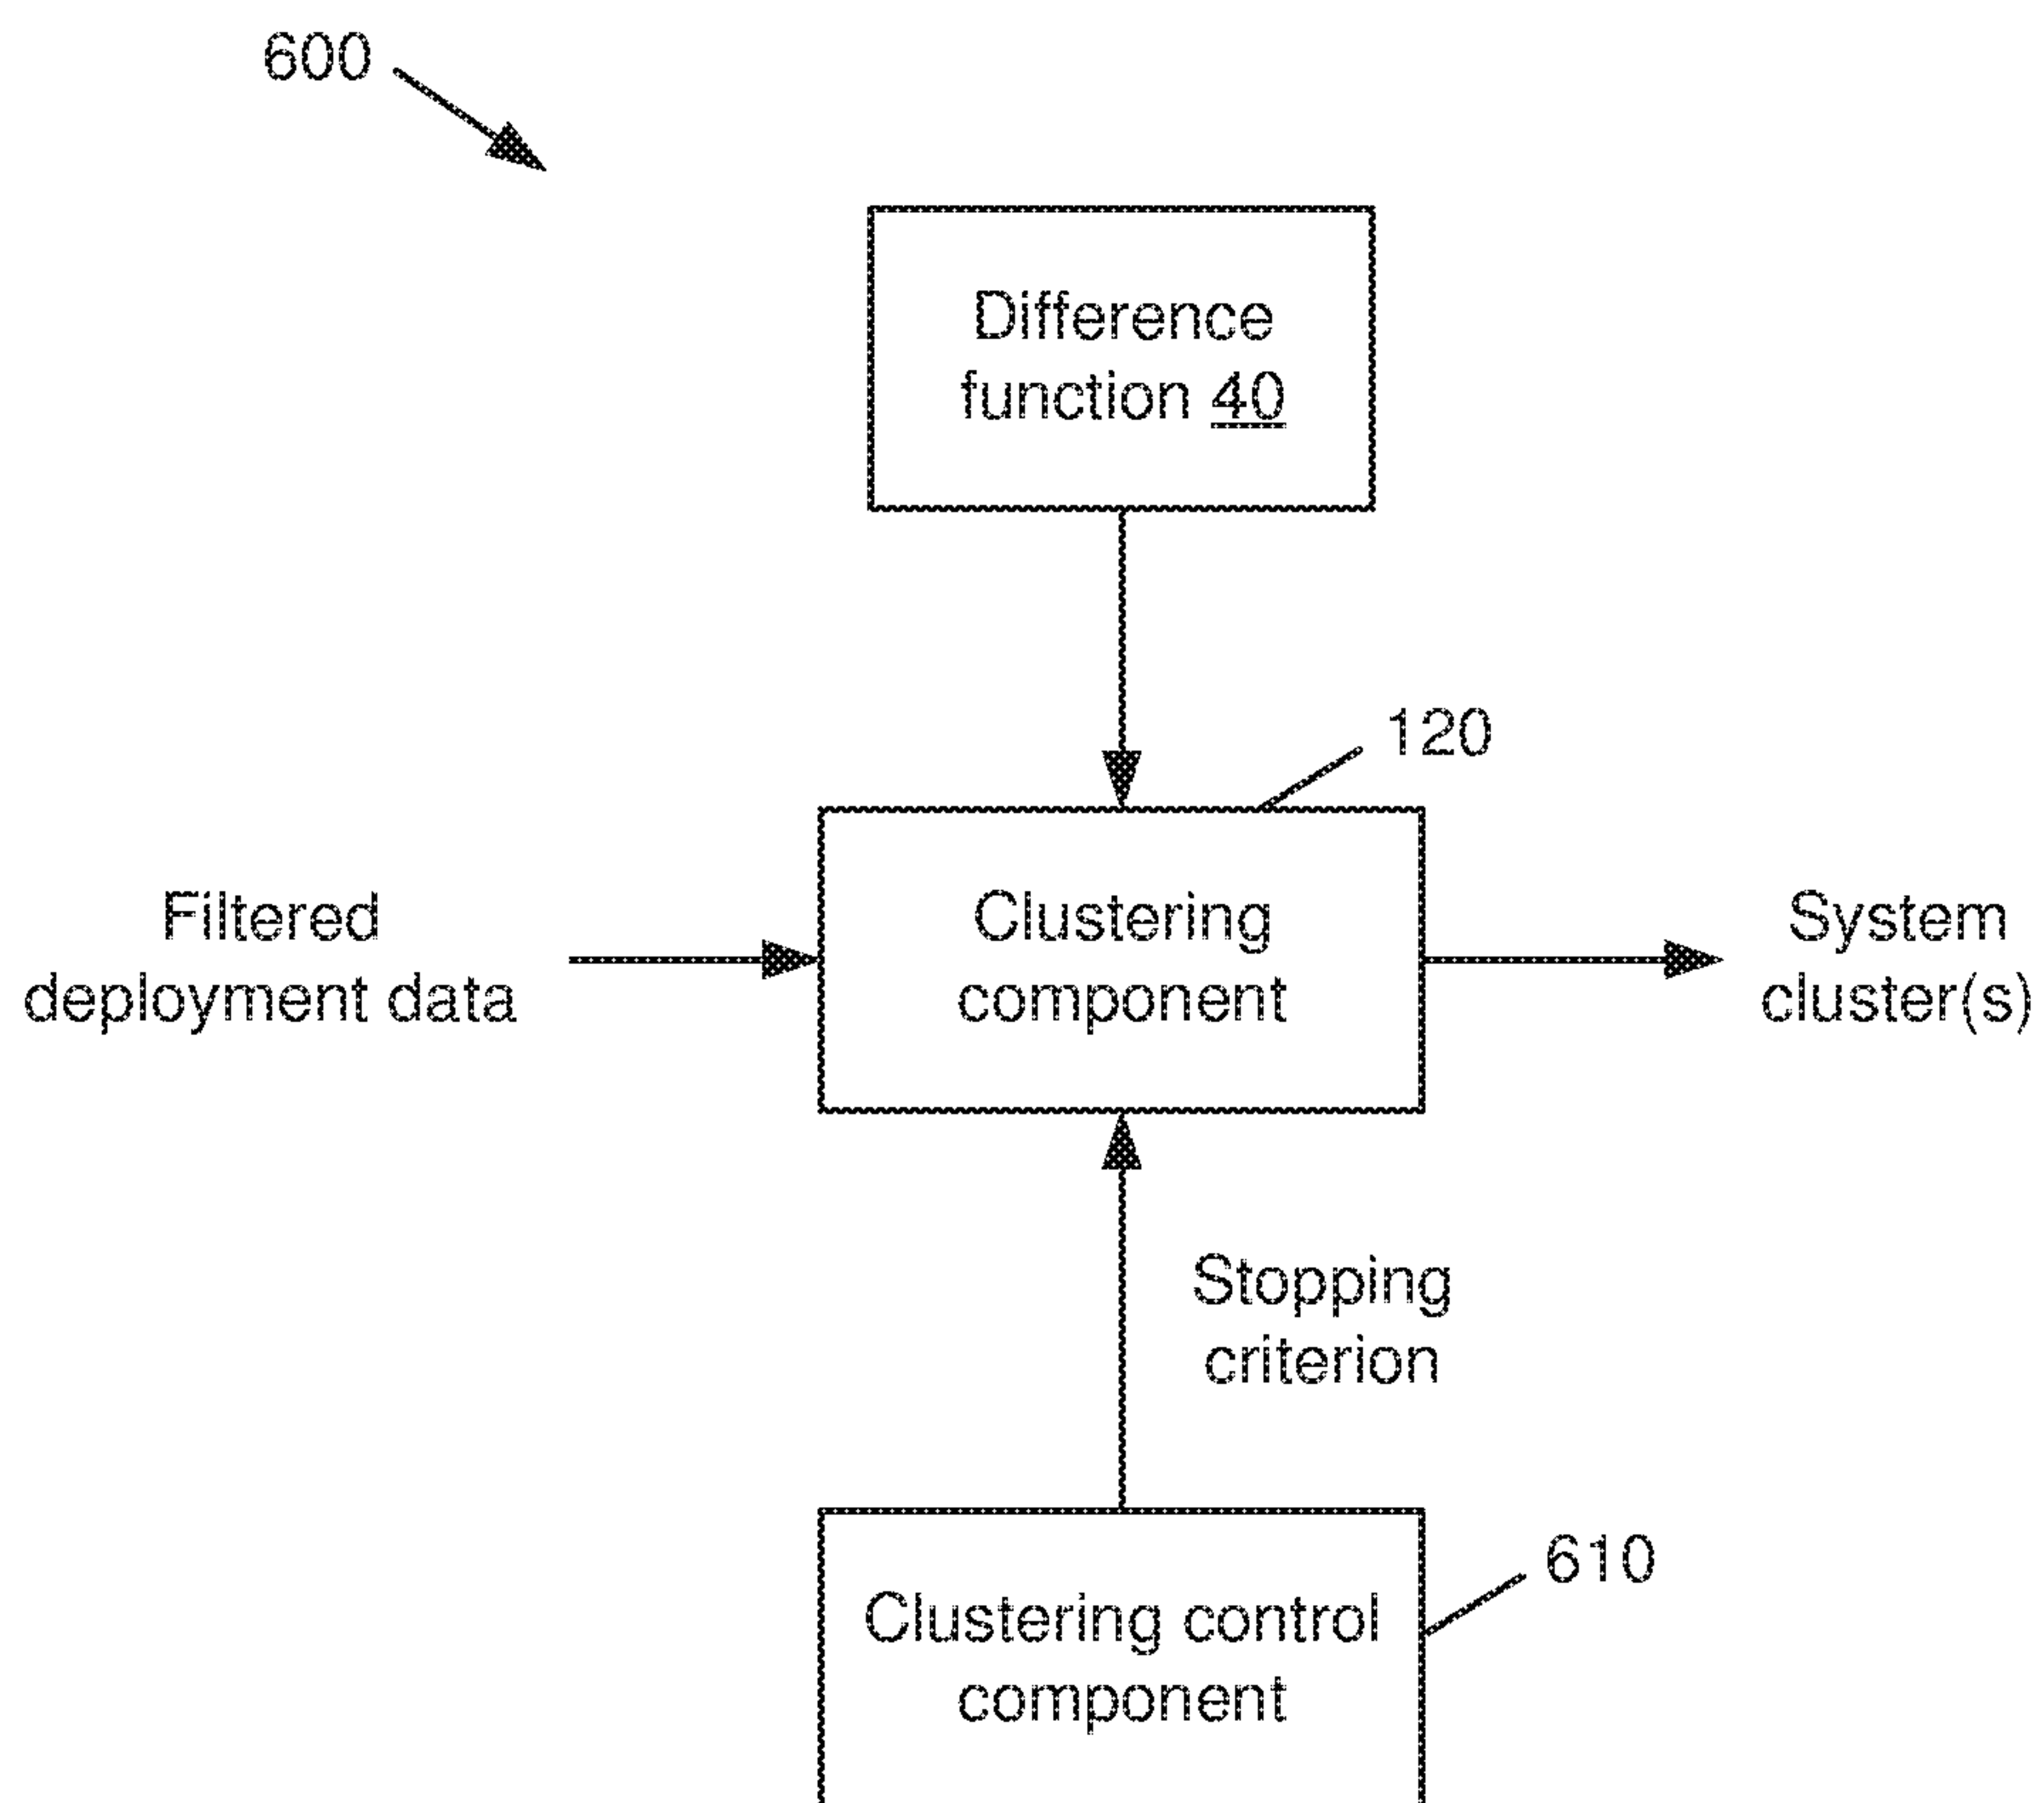 600
Difference
function 40
120
Filtered
deployment data
Clustering
component
System
cluster(s)
Stopping
criterion
610
Clustering control
component